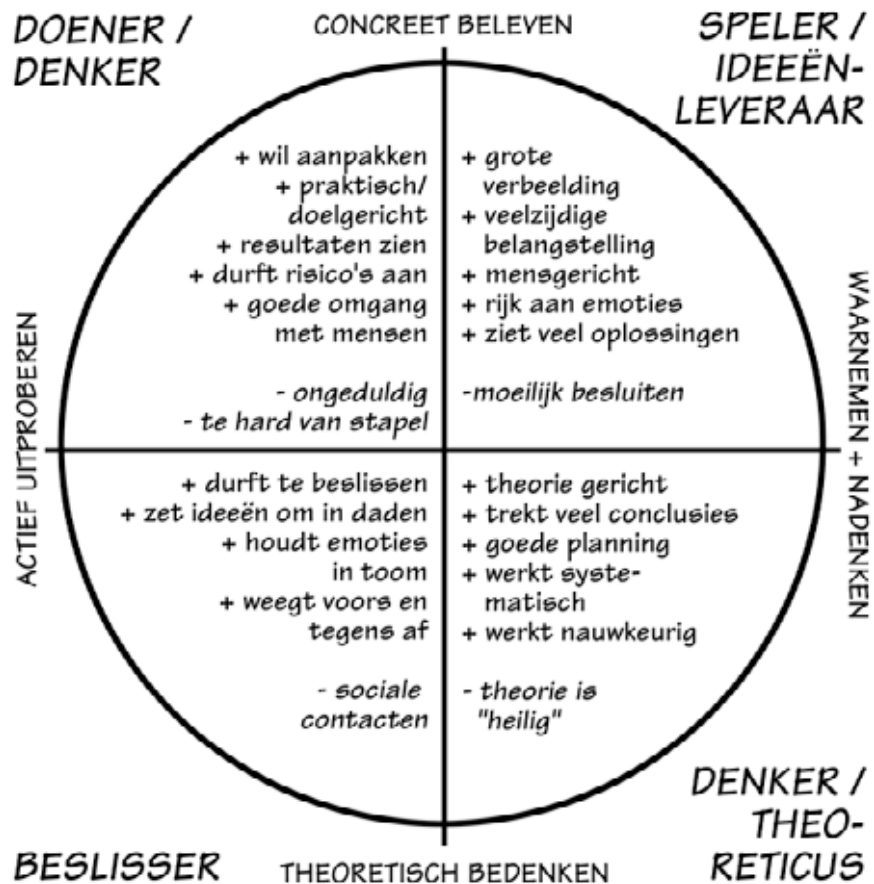 DOENER /
DENKER
CONCREET BELEVEN
SPELER /
IDEEËN-
LEVERAAR
+ wil aanpakken
+ praktisch/
doelgericht
+ resultaten zien
+ durft risico's aan
+ goede omgang
met mensen
- ongeduldig
- te hard van stapel
+ grote
verbeelding
+ veelzijdige
belangstelling
+ mensgericht
+ rijk aan emoties
+ ziet veel oplossingen
-moeilijk besluiten
ACTIEF UITPROBEREN
WAARNEMEN + NADENKEN
+ durft te beslissen
+ zet ideeën om in daden
+ houdt emoties
in toom
+ weegt voors en
tegens af
- sociale
contacten
+ theorie gericht
+ trekt veel conclusies
+ goede planning
+ werkt syste-
matisch
+ werkt nauwkeurig
- theorie is
"heilig"
BESLISSER
THEORETISCH BEDENKEN
DENKER /
THEO-
RETICUS